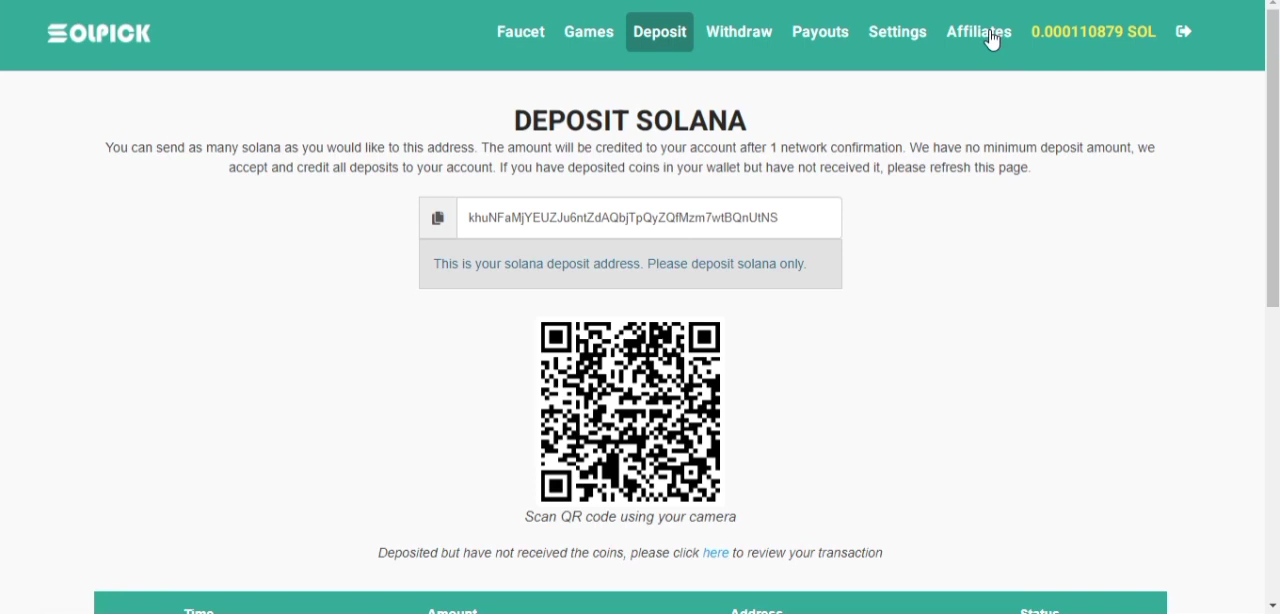 SOLPICK
Faucet Games Deposit Withdraw Payouts Settings Affiliates 0.000110879 SOL
DEPOSIT SOLANA
You can send as many solana as you would like to this address. The amount will be credited to your account after 1 network confirmation. We have no minimum deposit amount, we
accept and credit all deposits to your account. If you have deposited coins in your wallet but have not received it, please refresh this page.
khuNFaMjYEUZJu6ntZdAQbjTpQyZQfMzm7wtBQnUtNS
This is your solana deposit address. Please deposit solana only.
Scan QR code using your camera
Deposited but have not received the coins, please click here to review your transaction
Time Amount Address Status